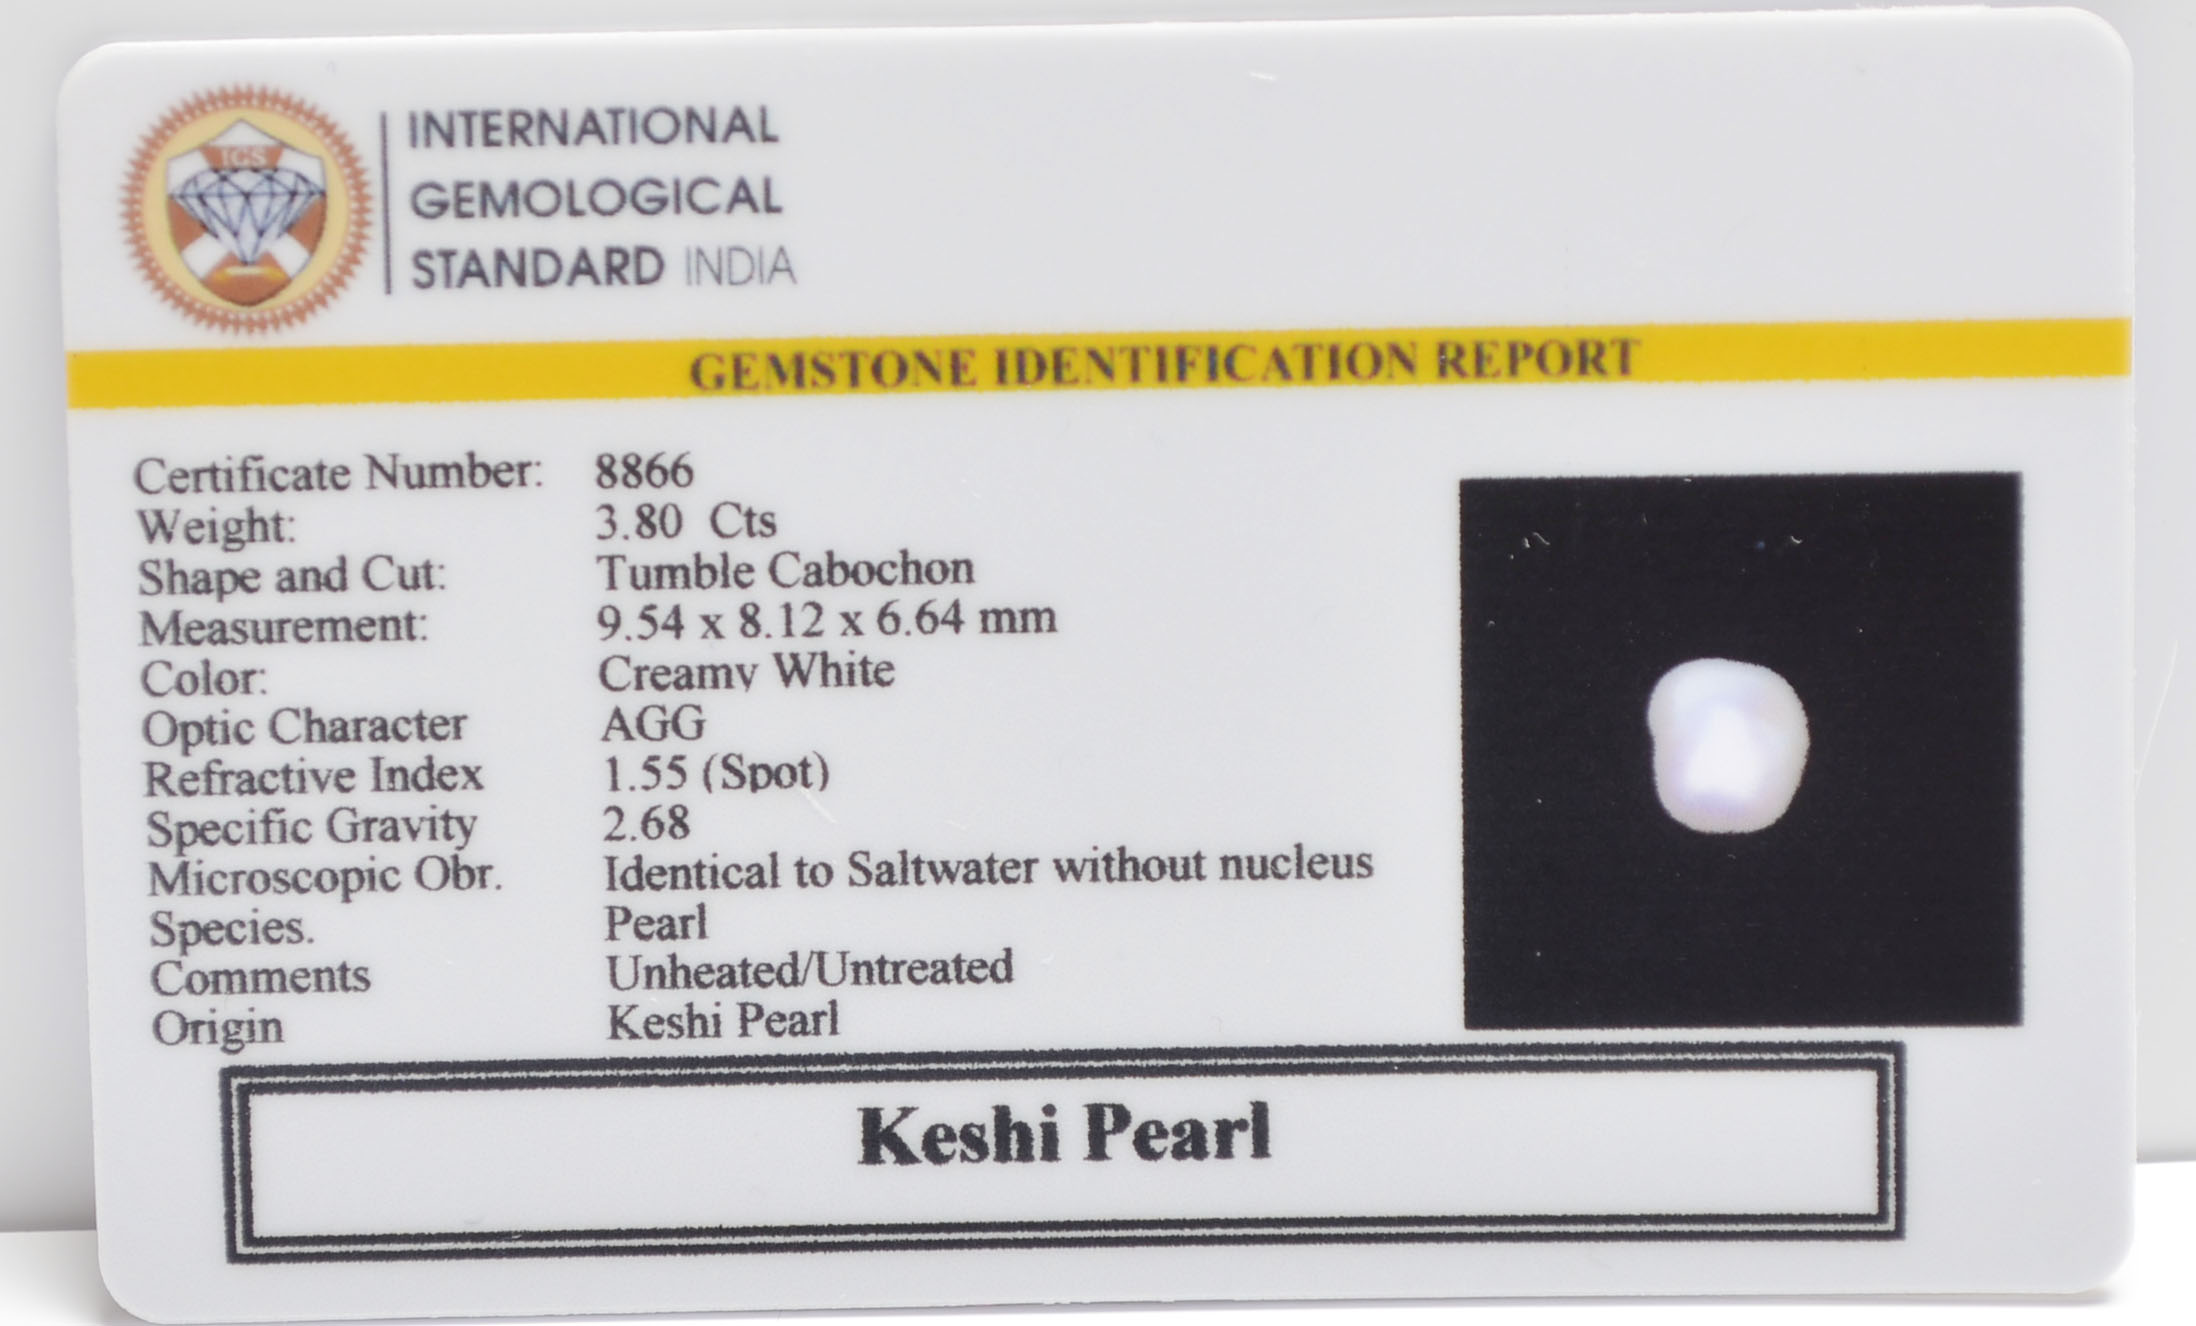 IGS
INTERNATIONAL
GEMOLOGICAL
STANDARD INDIA
GEMSTONE IDENTIFICATION REPORT
Certificate Number: 8866
Weight: 3.80 Cts
Shape and Cut: Tumble Cabochon
Measurement: 9.54 x 8.12 x 6.64 mm
Color: Creamy White
Optic Character AGG
Refractive Index 1.55 (Spot)
Specific Gravity 2.68
Microscopic Obr. Identical to Saltwater without nucleus
Species. Pearl
Comments Unheated/Untreated
Origin Keshi Pearl
Keshi Pearl